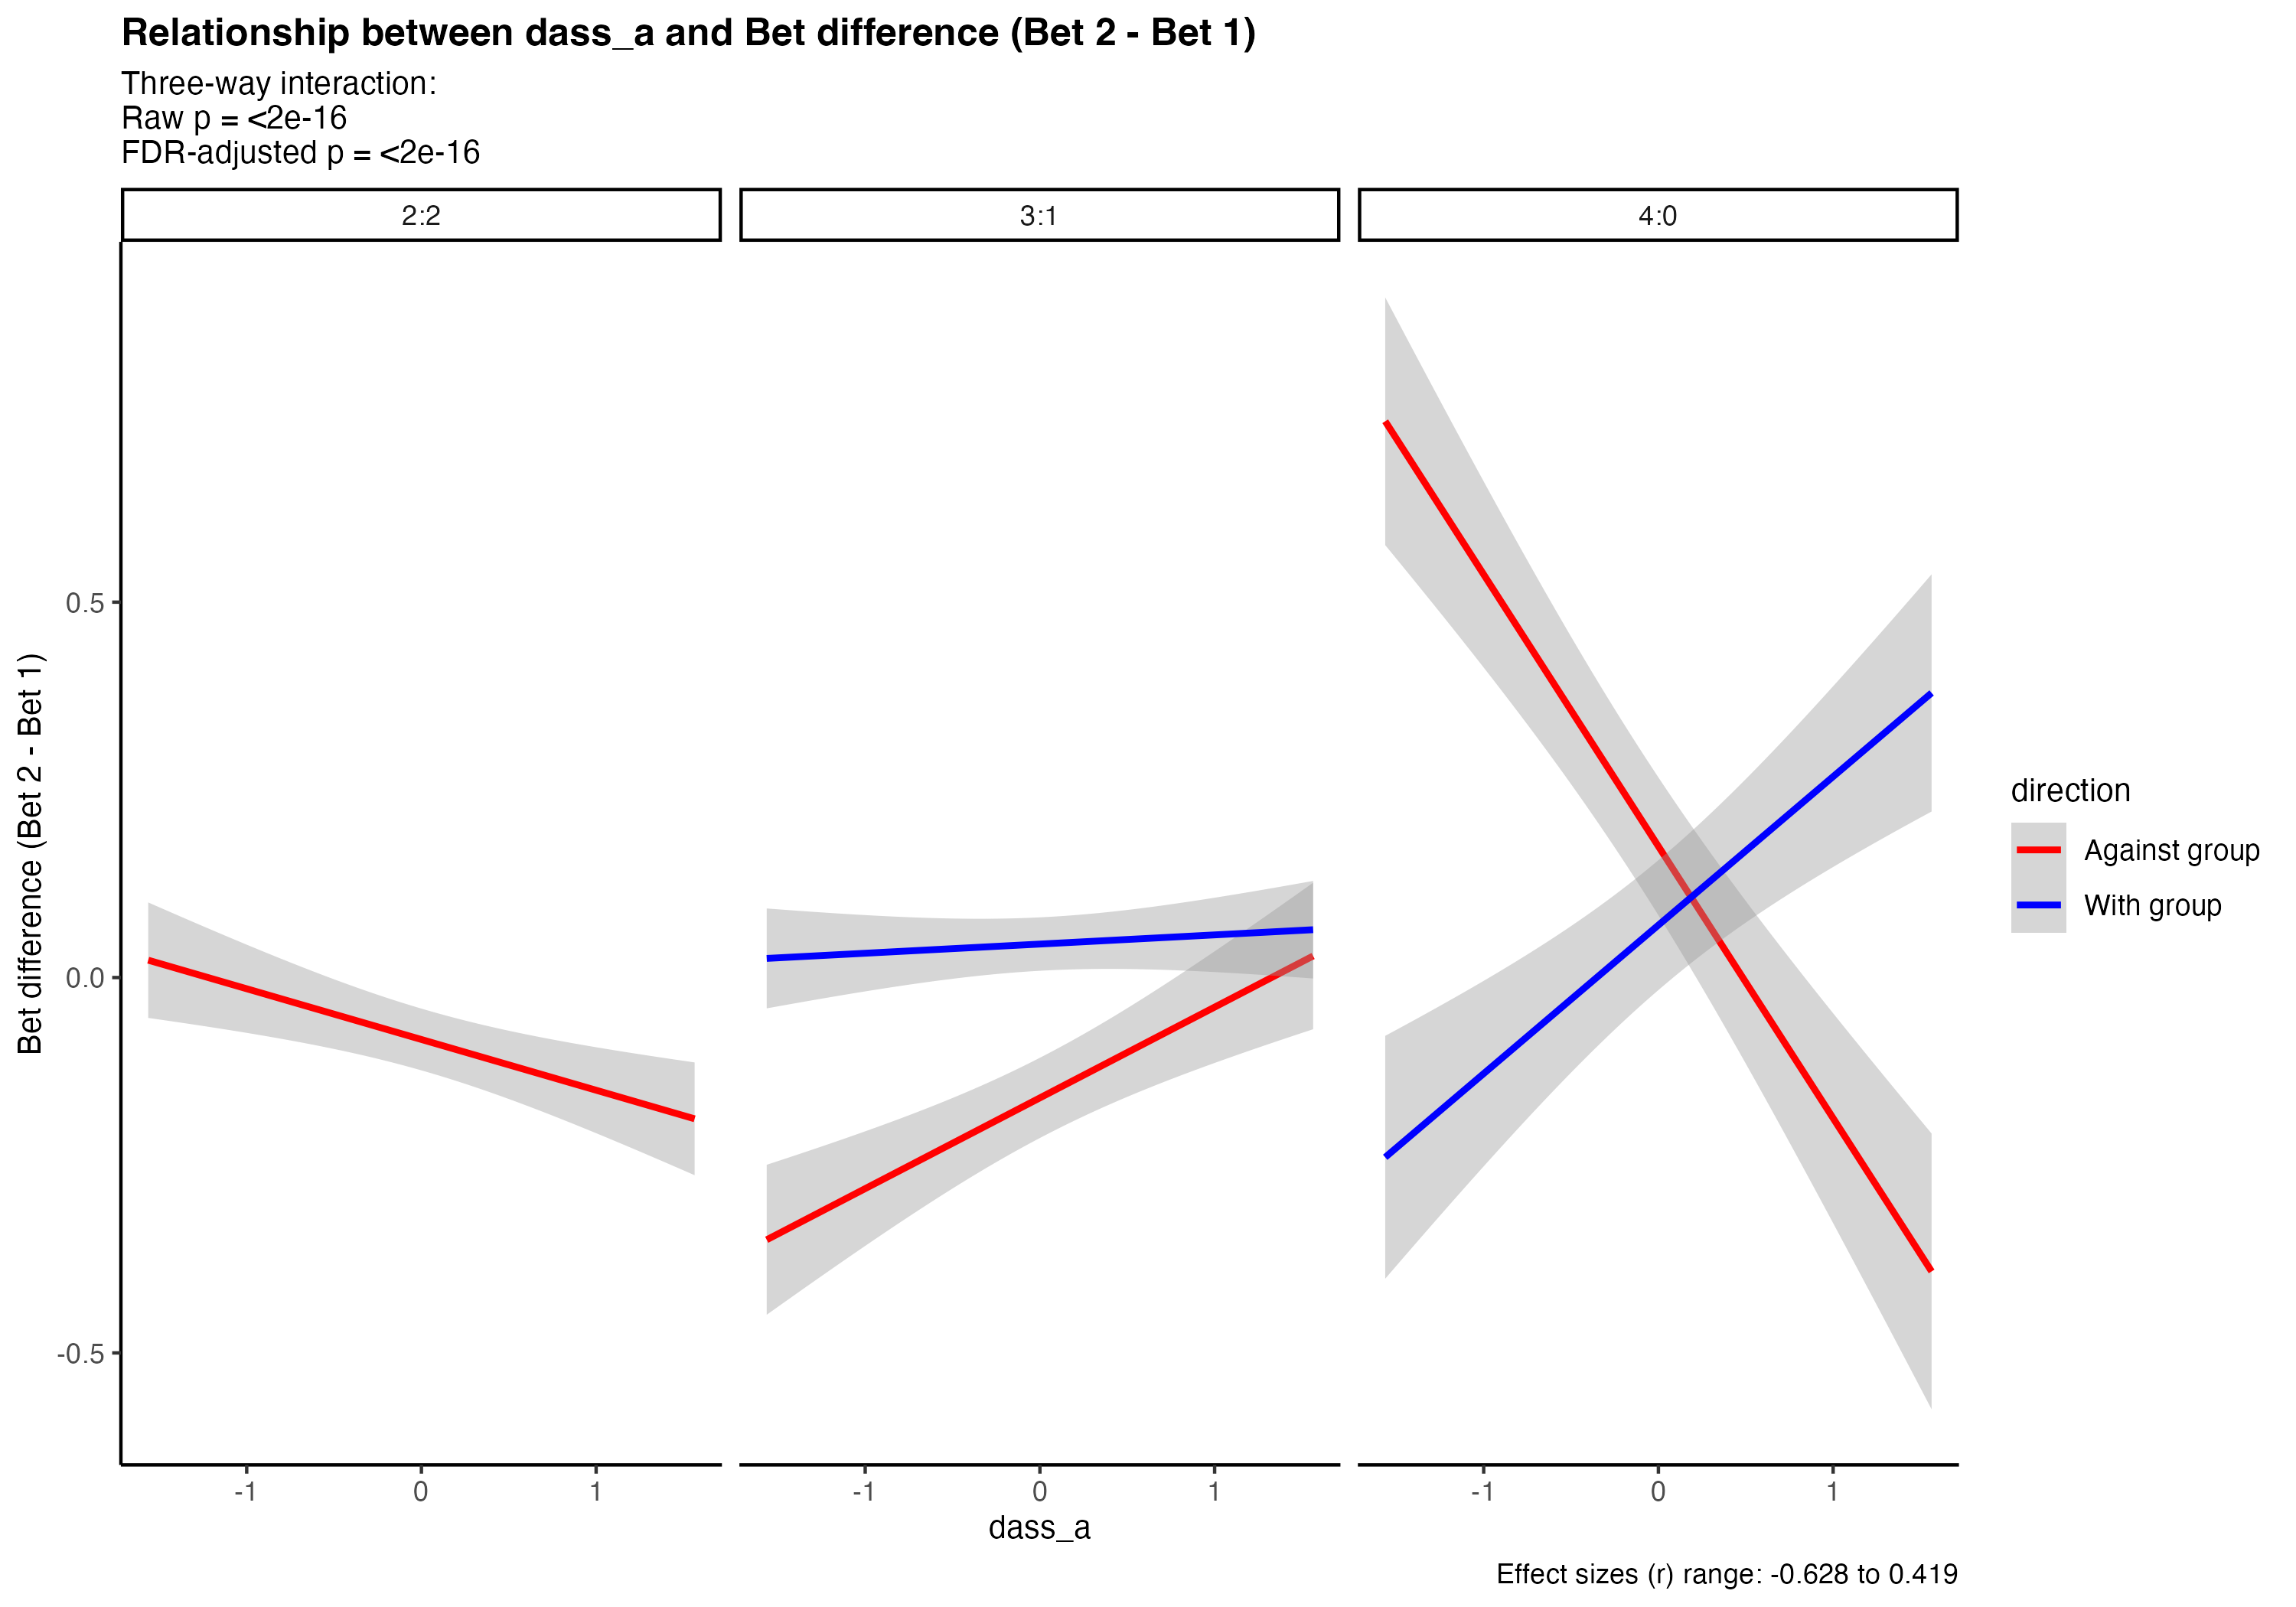 Relationship between dass_a and Bet difference (Bet 2 - Bet 1)
Three-way interaction:
Raw p = <2e-16
FDR-adjusted p = <2e-16
2:2
3:1
4:0
Bet difference (Bet 2 - Bet 1)
0.5
0.0
-0.5
-1
0
1
-1
0
1
-1
0
1
dass_a
direction
Against group
With group
Effect sizes (r) range: -0.628 to 0.419